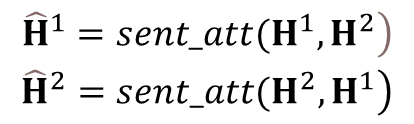 Ĥ¹ = sent_att(H¹, H²)
Ĥ² = sent_att(H², H¹)